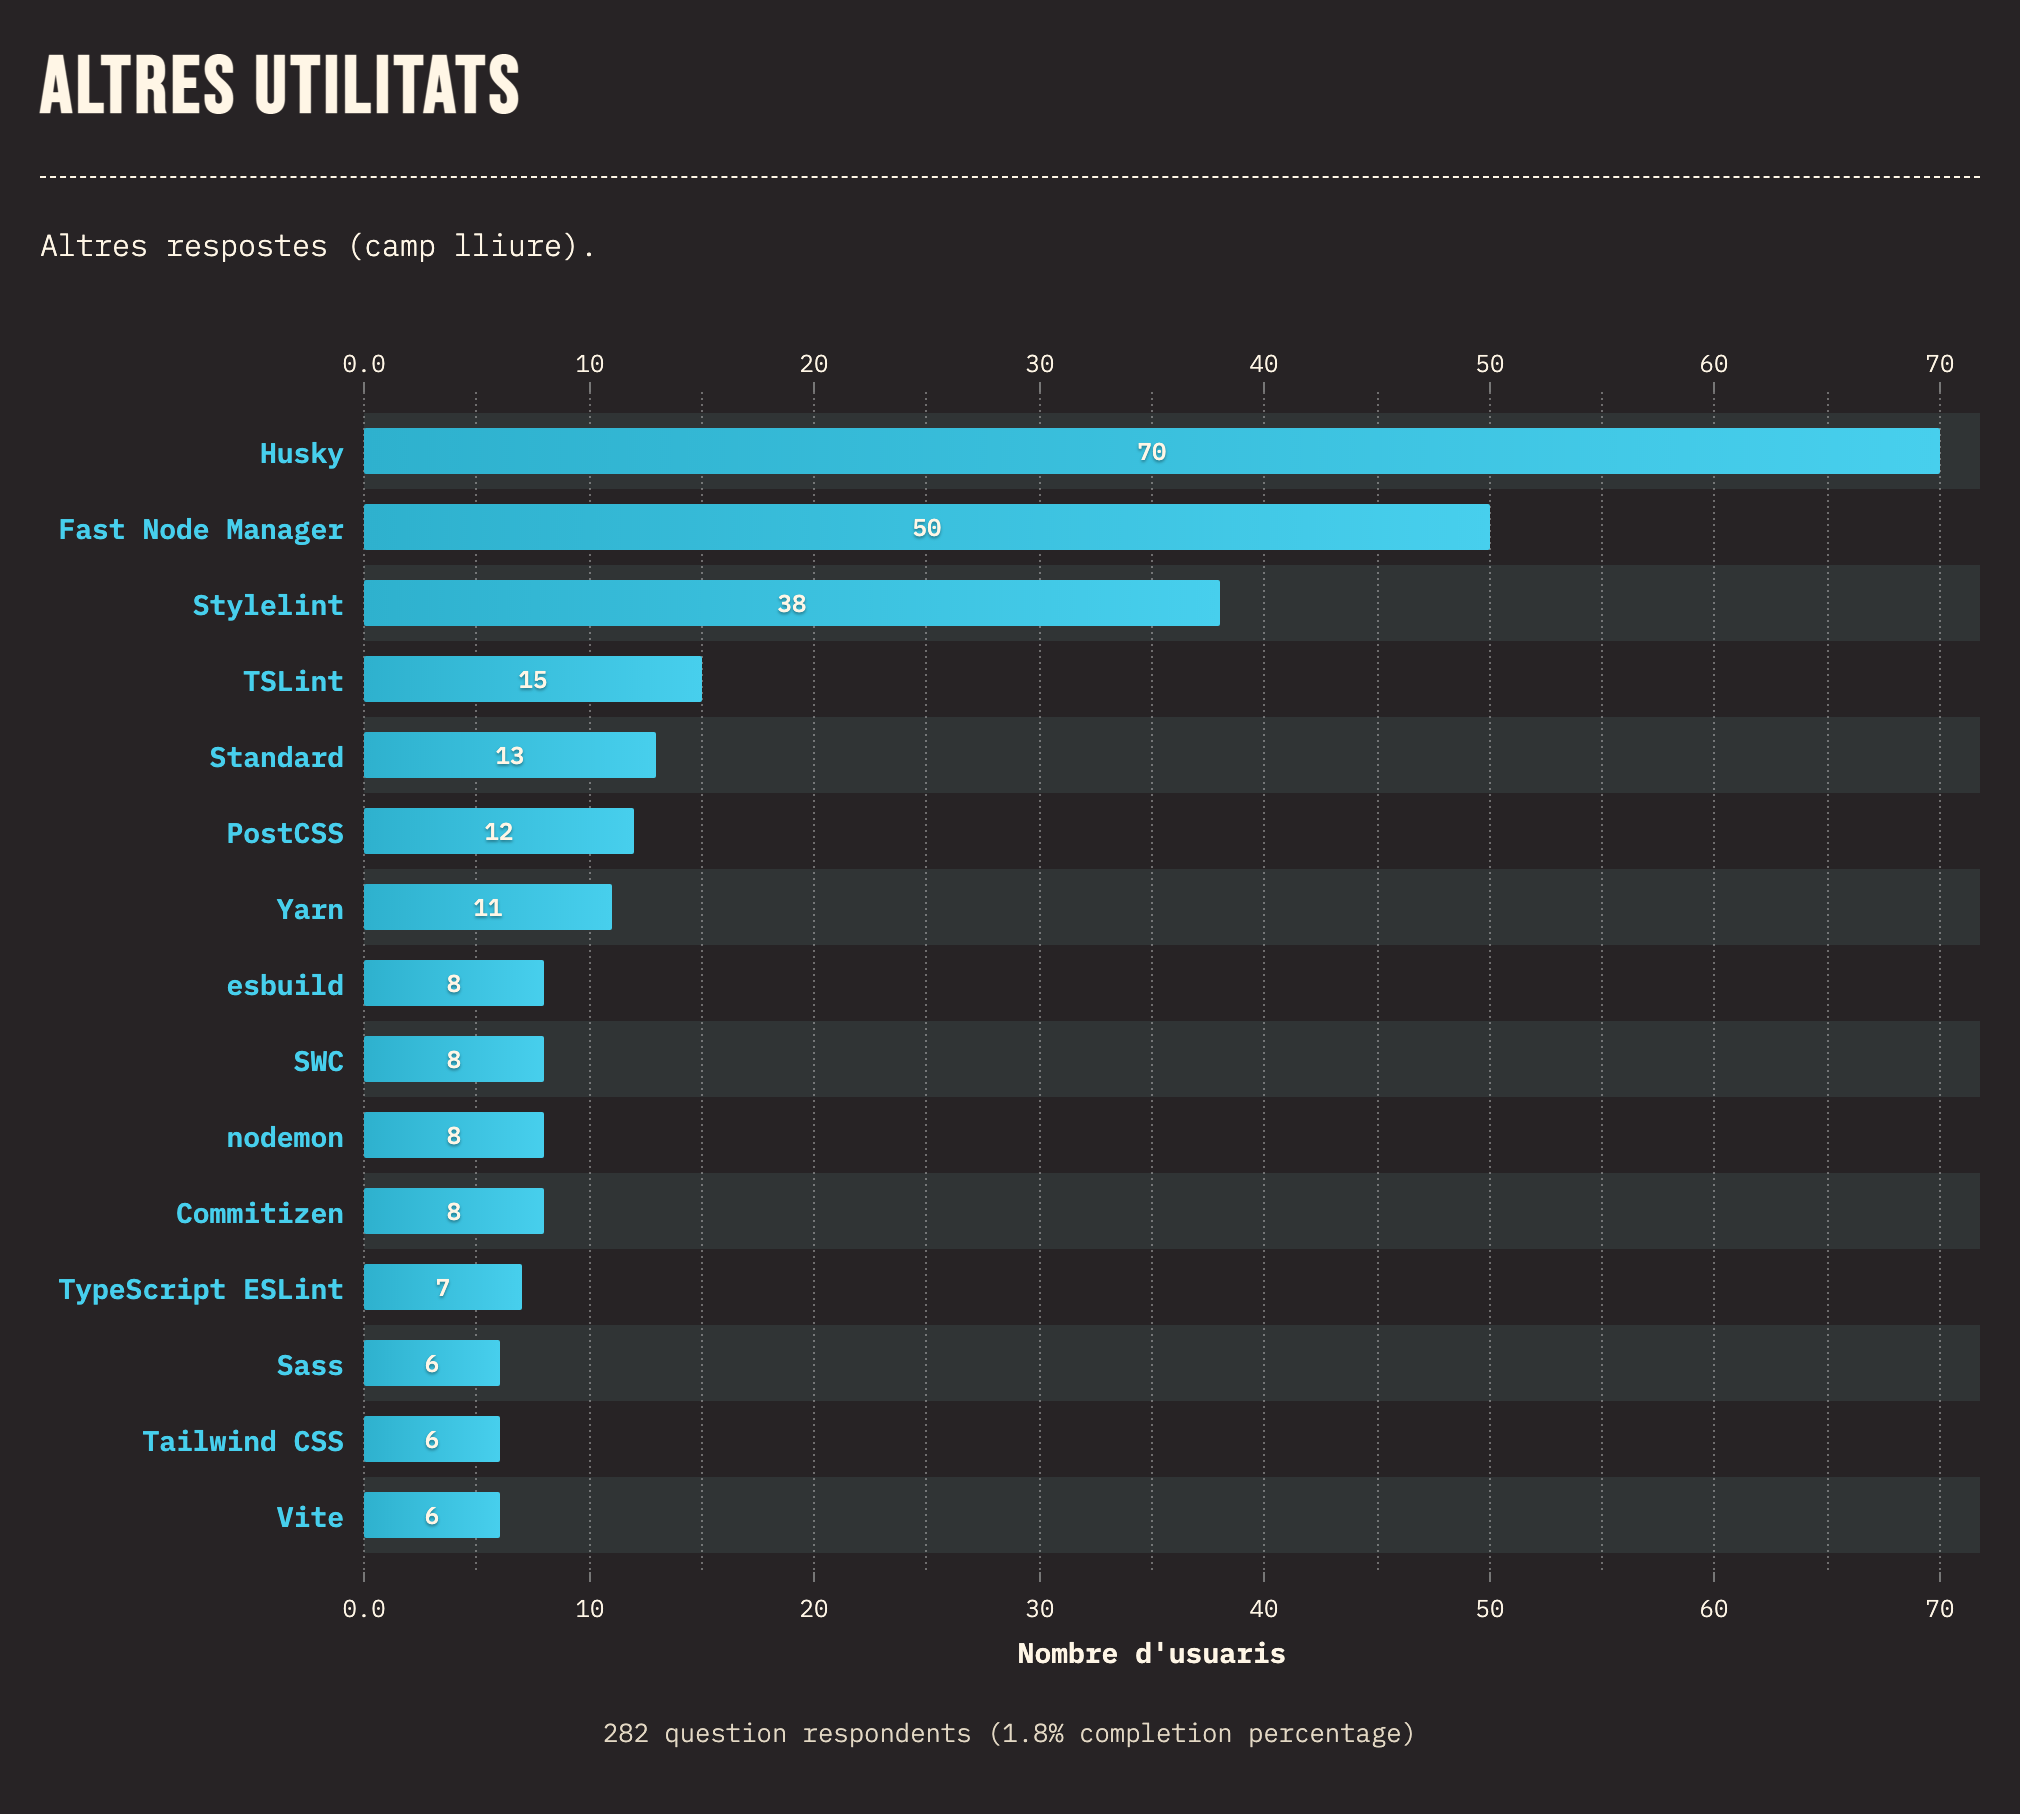 ALTRES UTILITATS
Altres respostes (camp lliure).
0.0 10 20 30 40 50 60 70
Husky 70
Fast Node Manager 50
Stylelint 38
TSLint 15
Standard 13
PostCSS 12
Yarn 11
esbuild 8
SWC 8
nodemon 8
Commitizen 8
TypeScript ESLint 7
Sass 6
Tailwind CSS 6
Vite 6
0.0 10 20 30 40 50 60 70
Nombre d'usuaris
282 question respondents (1.8% completion percentage)